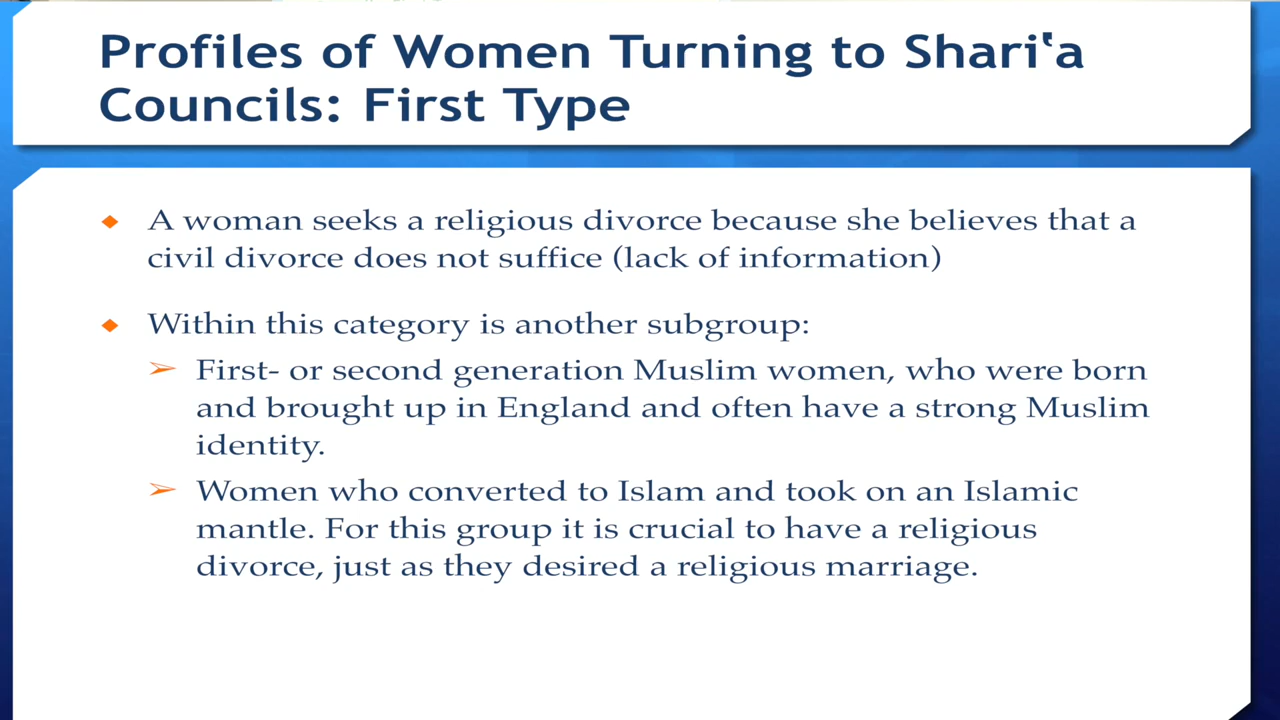 Profiles of Women Turning to Shari‛a
Councils: First Type
A woman seeks a religious divorce because she believes that a
civil divorce does not suffice (lack of information)
Within this category is another subgroup:
First- or second generation Muslim women, who were born
and brought up in England and often have a strong Muslim
identity.
Women who converted to Islam and took on an Islamic
mantle. For this group it is crucial to have a religious
divorce, just as they desired a religious marriage.